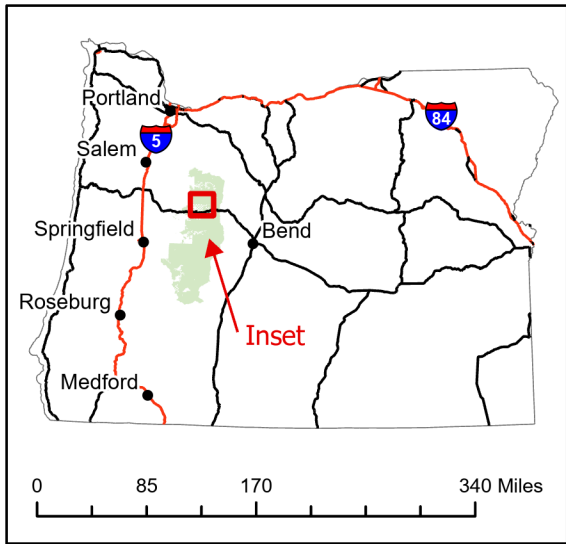 Portland
5
84
Salem
Springfield
Bend
Roseburg
Inset
Medford
0 85 170 340 Miles